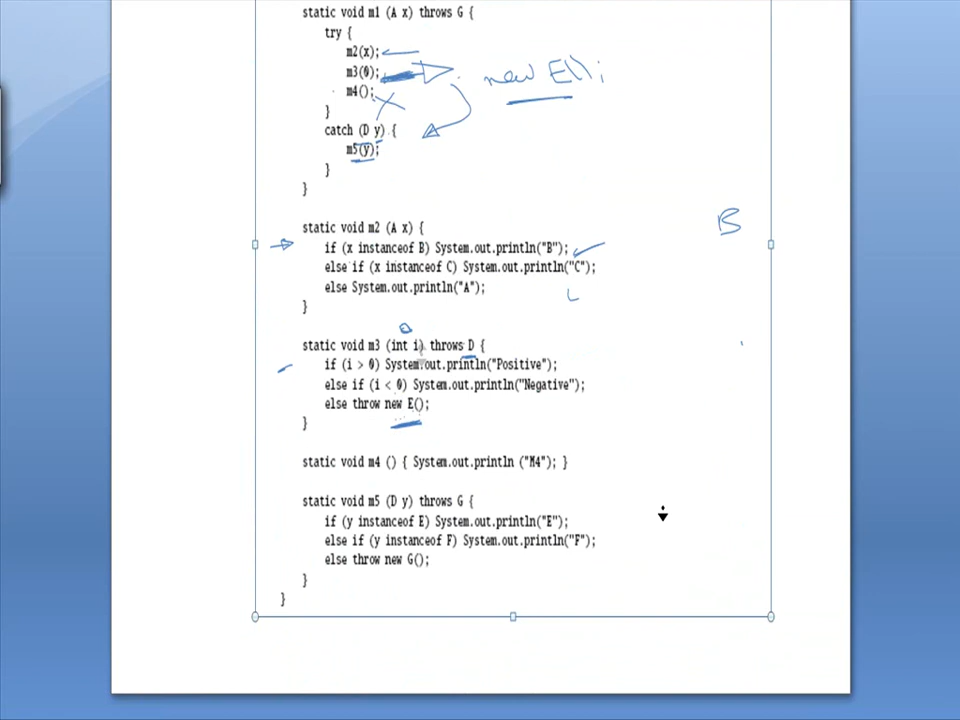 static void m1 (A x) throws G {
try {
m2(x);
m3(0);
new E();
m4();
}
catch (D y) {
m5(y);
}
}
B
static void m2 (A x) {
if (x instanceof B) System.out.println("B");
else if (x instanceof C) System.out.println("C");
else System.out.println("A");
}
0
static void m3 (int i) throws D {
if (i > 0) System.out.println("Positive");
else if (i < 0) System.out.println("Negative");
else throw new E();
}
static void m4 () { System.out.println ("M4"); }
static void m5 (D y) throws G {
if (y instanceof E) System.out.println("E");
else if (y instanceof F) System.out.println("F");
else throw new G();
}
}